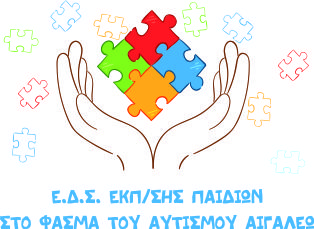 Ε.Δ.Σ. ΕΚΠ/ΣΗΣ ΠΑΙΔΙΩΝ
ΣΤΟ ΦΑΣΜΑ ΤΟΥ ΑΥΤΙΣΜΟΥ ΑΙΓΑΛΕΩ